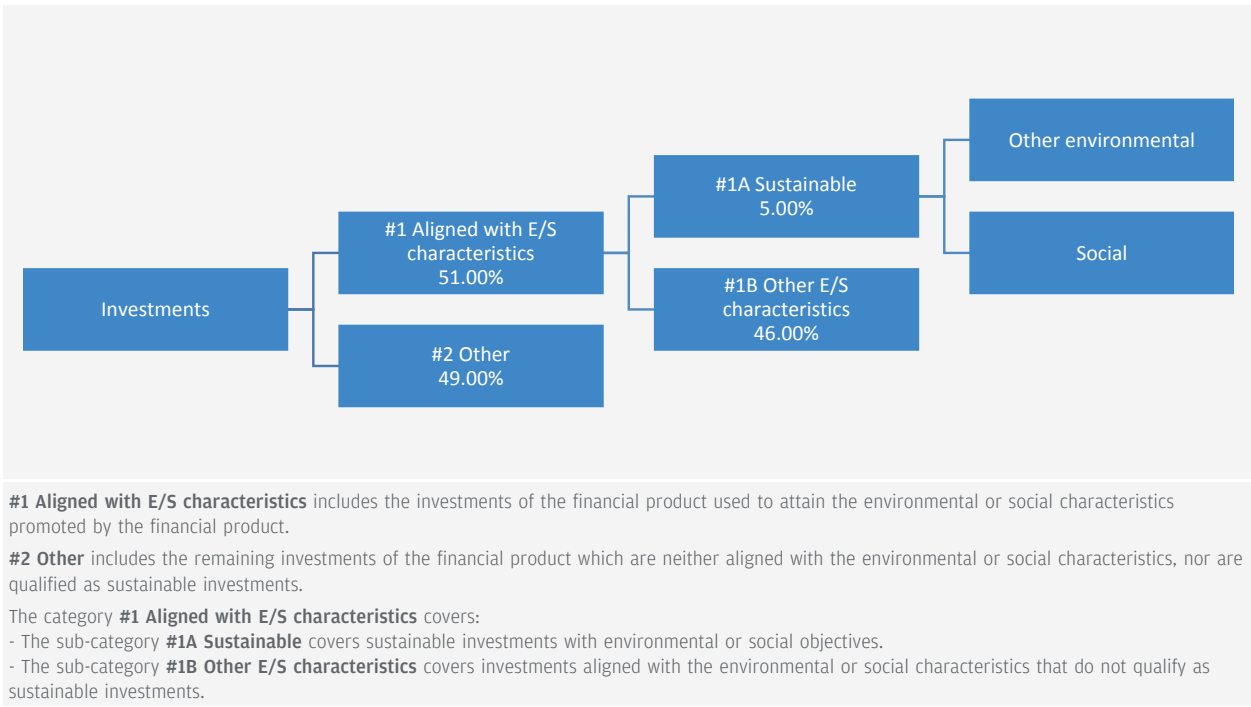 Investments
#1 Aligned with E/S
characteristics
51.00%
#2 Other
49.00%
#1A Sustainable
5.00%
#1B Other E/S
characteristics
46.00%
Other environmental
Social
#1 Aligned with E/S characteristics includes the investments of the financial product used to attain the environmental or social characteristics
promoted by the financial product.
#2 Other includes the remaining investments of the financial product which are neither aligned with the environmental or social characteristics, nor are
qualified as sustainable investments.
The category #1 Aligned with E/S characteristics covers:
- The sub-category #1A Sustainable covers sustainable investments with environmental or social objectives.
- The sub-category #1B Other E/S characteristics covers investments aligned with the environmental or social characteristics that do not qualify as
sustainable investments.